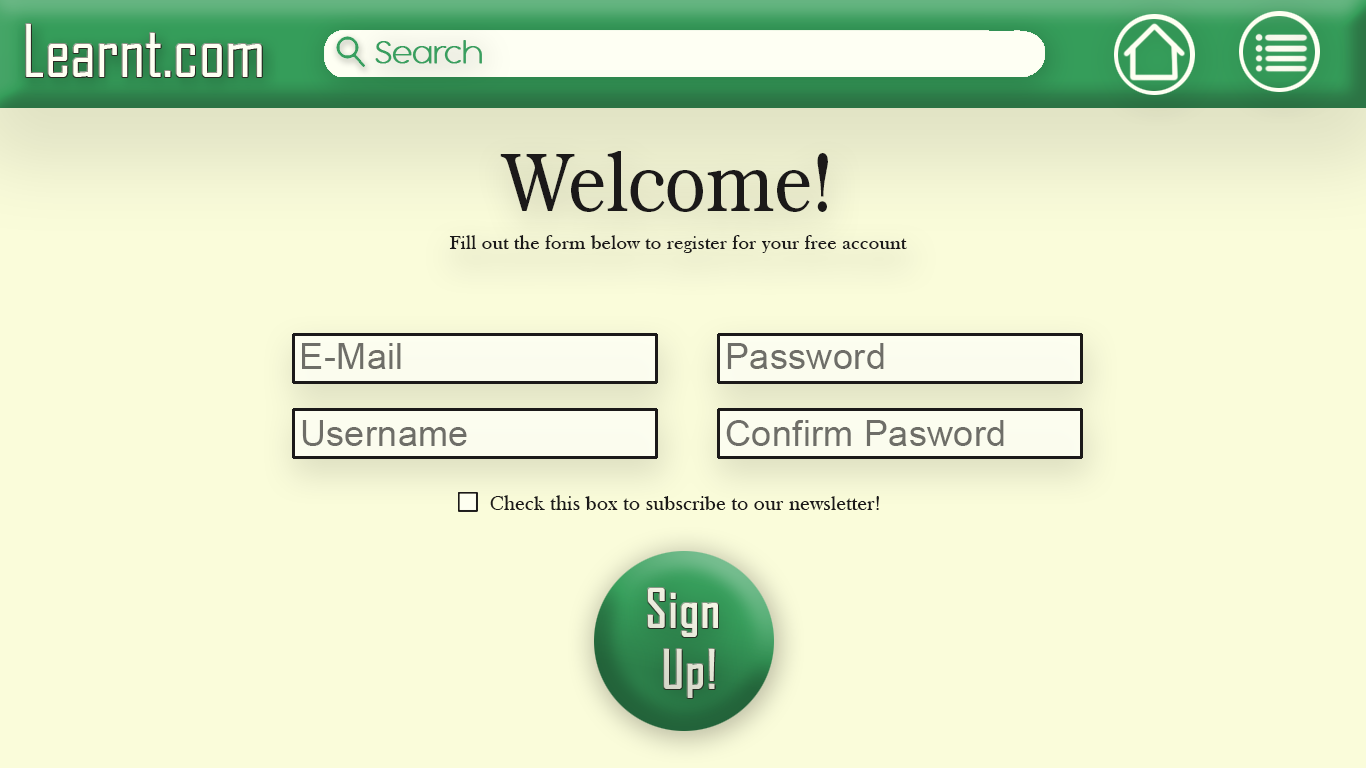 Learnt.com
Search
Welcome!
Fill out the form below to register for your free account
E-Mail
Password
Username
Confirm Pasword
Check this box to subscribe to our newsletter!
Sign
Up!